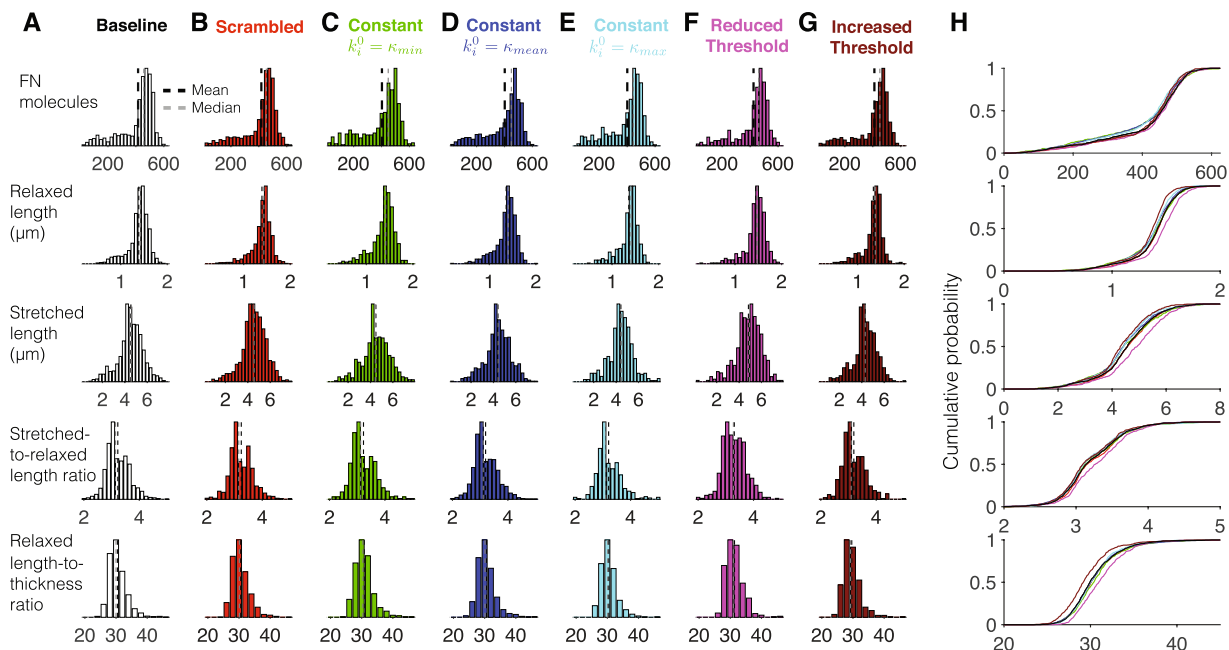 A Baseline B Scrambled C Constant D Constant E Constant F Reduced G Increased H
k_i^0 = κ_min k_i^0 = κ_mean k_i^0 = κ_max Threshold Threshold
FN
molecules
Mean
Median
200 600 200 600 200 600 200 600 200 600 200 600 200 600
1
0.5
0
0 200 400 600
Relaxed
length
(µm)
1 2 1 2 1 2 1 2 1 2 1 2 1 2
1
0.5
0
0 1 2
Stretched
length
(µm)
2 4 6 2 4 6 2 4 6 2 4 6 2 4 6 2 4 6 2 4 6
1
0.5
0
0 2 4 6 8
Stretched-
to-relaxed
length ratio
2 4 2 4 2 4 2 4 2 4 2 4 2 4
1
0.5
0
2 3 4 5
Relaxed
length-to-
thickness
ratio
20 30 40 20 30 40 20 30 40 20 30 40 20 30 40 20 30 40 20 30 40
1
0.5
0
20 30 40
Cumulative probability